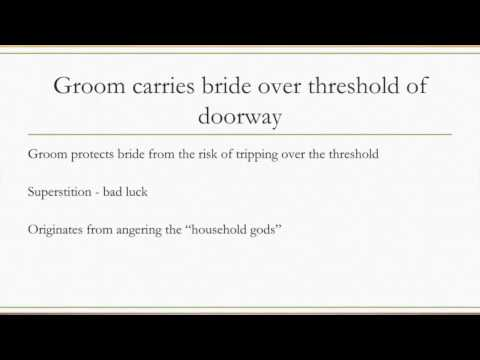 Groom carries bride over threshold of
doorway
Groom protects bride from the risk of tripping over the threshold
Superstition - bad luck
Originates from angering the “household gods”